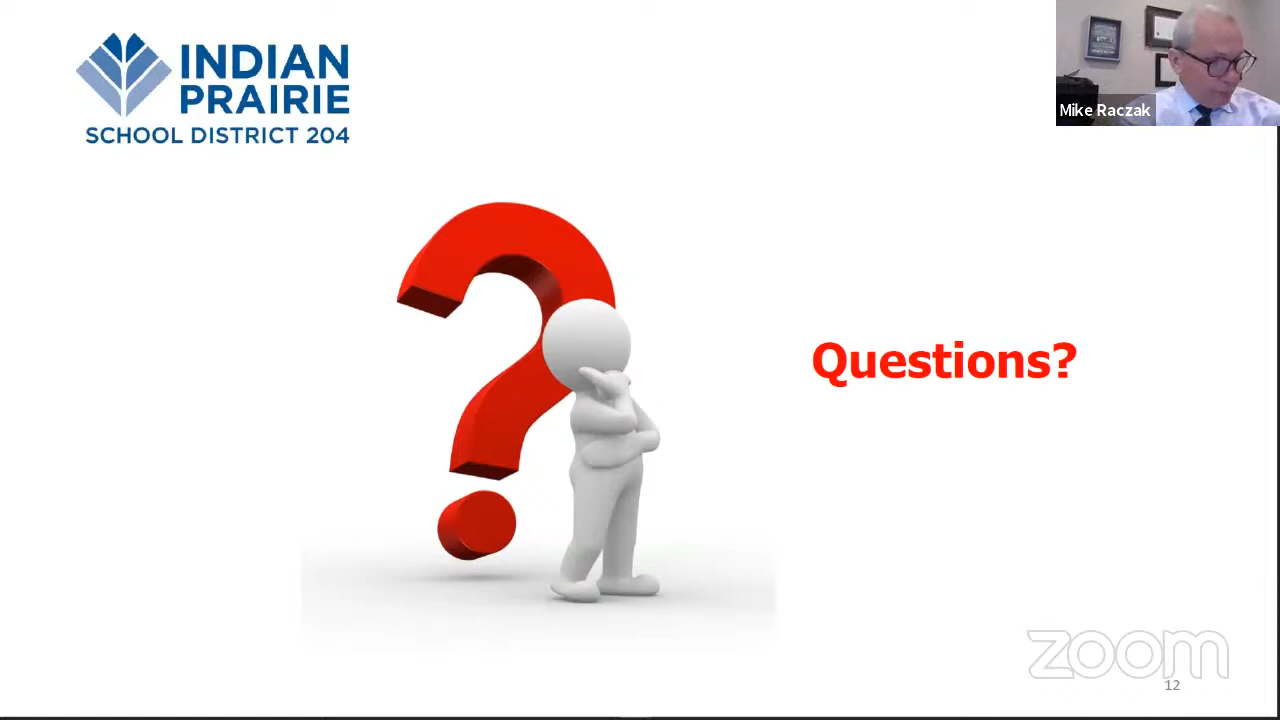 INDIAN
PRAIRIE
SCHOOL DISTRICT 204
Mike Raczak
Questions?
zoom
12